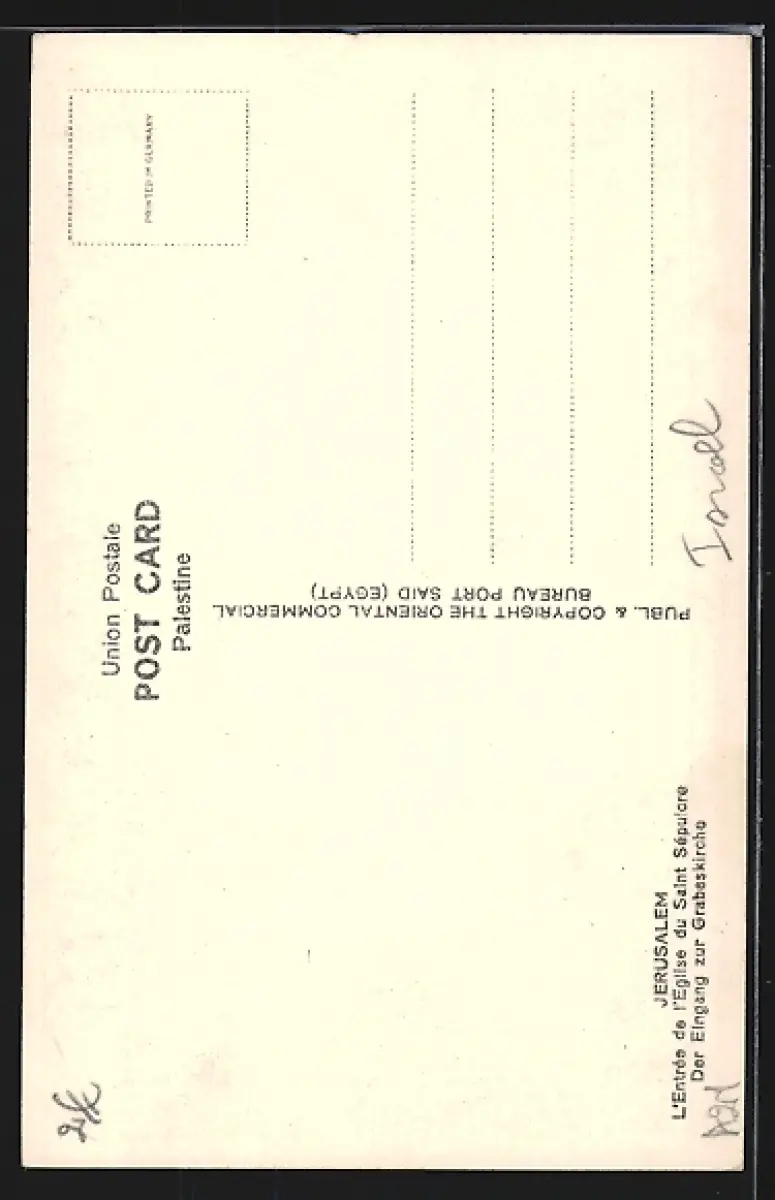 Union Postale
POST CARD
Palestine
PRINTED IN GERMANY
PUBL. & COPYRIGHT THE ORIENTAL COMMERCIAL
BUREAU PORT SAID (EGYPT)
JERUSALEM
L'Entrée de l'Eglise du Saint Sépulcre
Der Eingang zur Grabeskirche
Israel